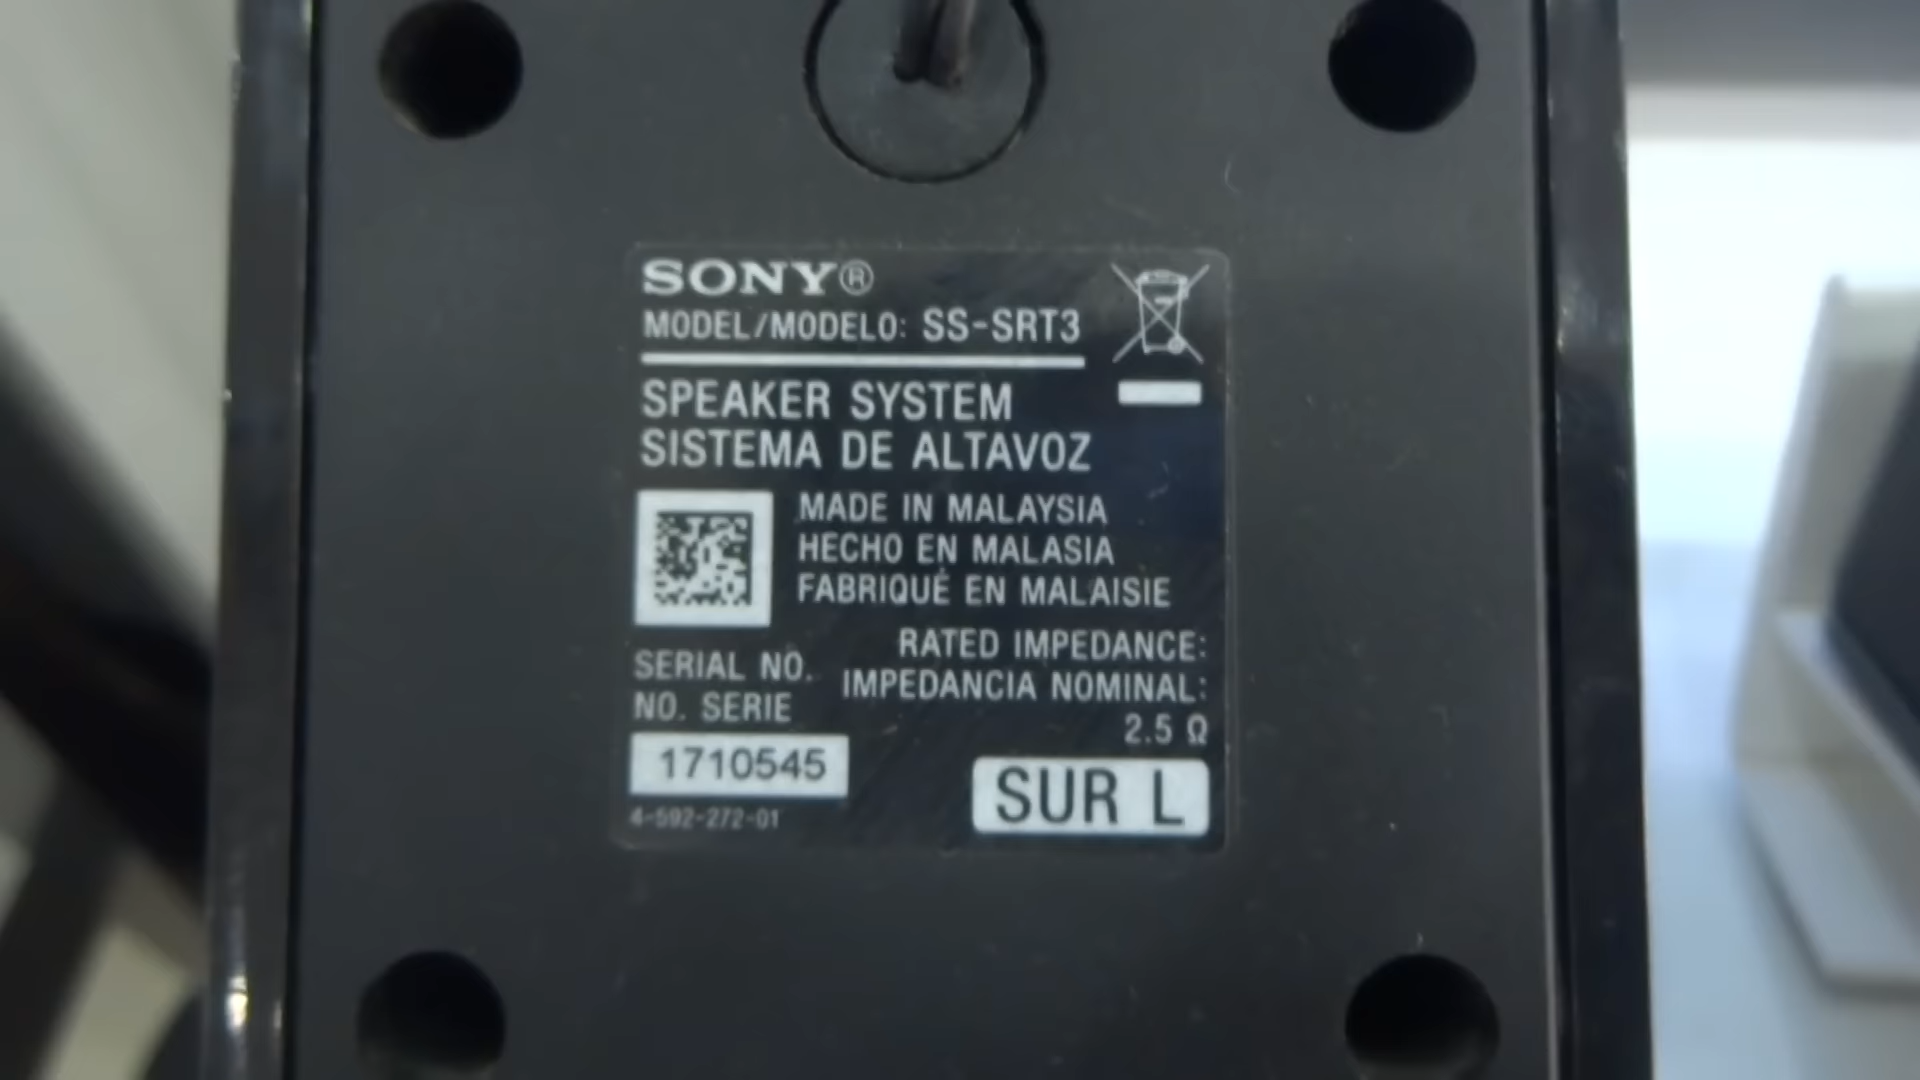 SONY®
MODEL/MODELO: SS-SRT3
SPEAKER SYSTEM
SISTEMA DE ALTAVOZ
MADE IN MALAYSIA
HECHO EN MALASIA
FABRIQUÉ EN MALAISIE
RATED IMPEDANCE:
IMPEDANCIA NOMINAL:
2.5 Ω
SERIAL NO.
NO. SERIE
1710545
4-592-272-01
SUR L